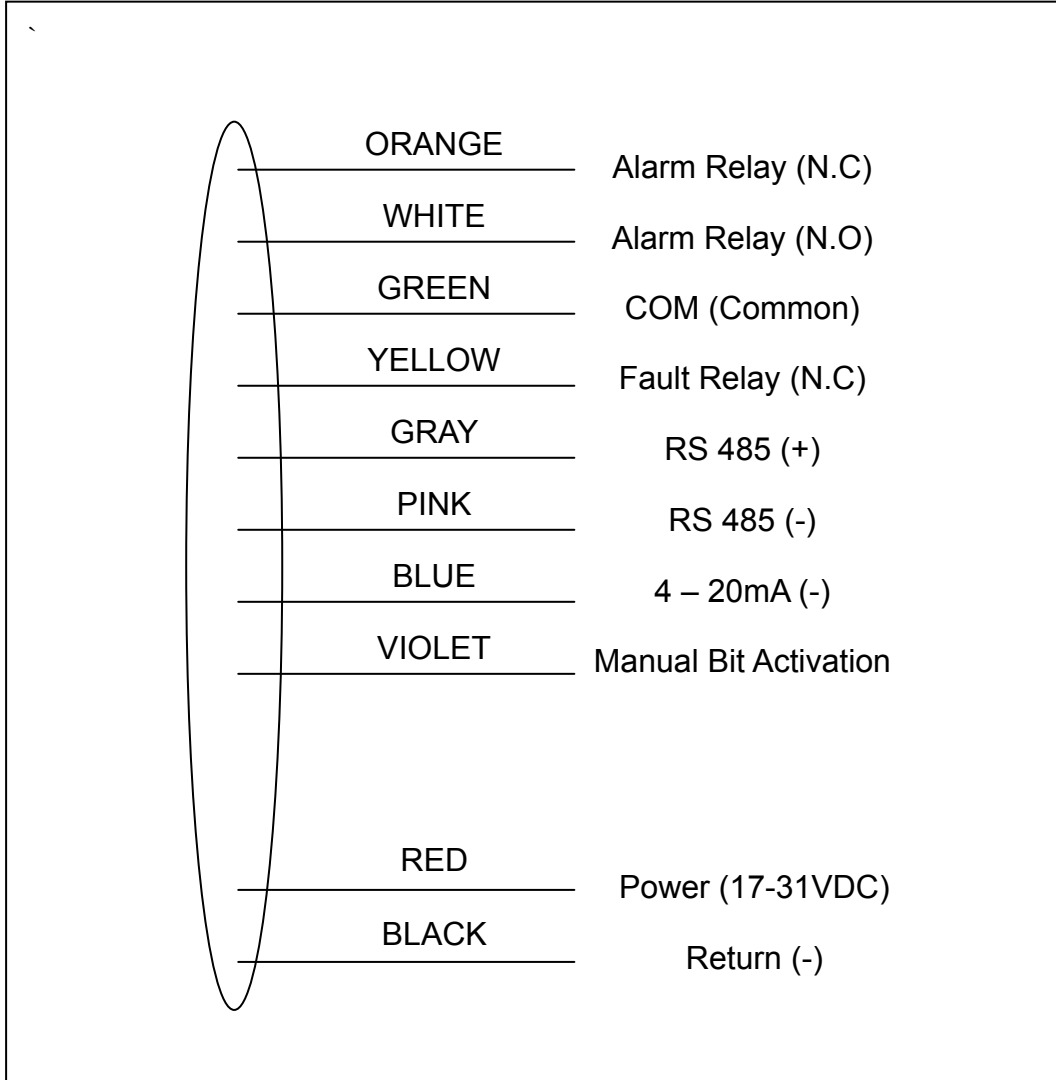 `
ORANGE
Alarm Relay (N.C)
WHITE
Alarm Relay (N.O)
GREEN
COM (Common)
YELLOW
Fault Relay (N.C)
GRAY
RS 485 (+)
PINK
RS 485 (-)
BLUE
4 – 20mA (-)
VIOLET
Manual Bit Activation
RED
Power (17-31VDC)
BLACK
Return (-)